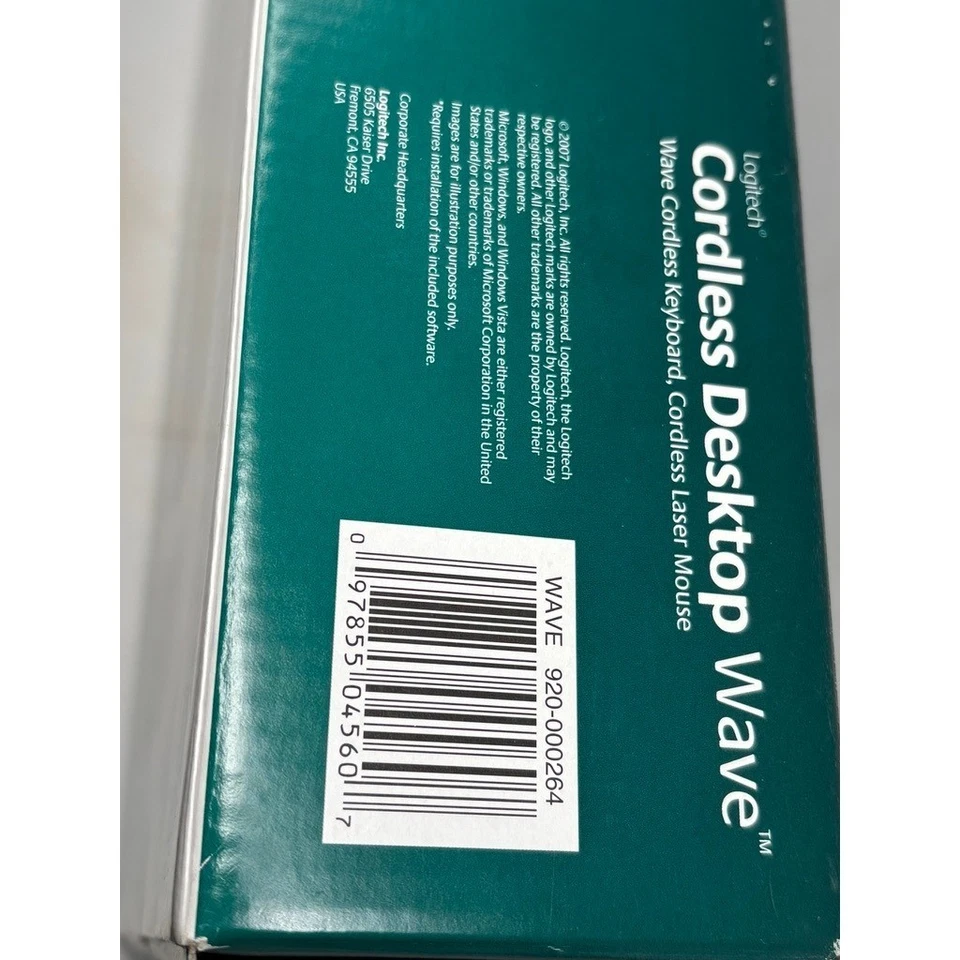 Logitech®
Cordless Desktop Wave™
Wave Cordless Keyboard, Cordless Laser Mouse
© 2007 Logitech, Inc. All rights reserved. Logitech, the Logitech
logo, and other Logitech marks are owned by Logitech and may
be registered. All other trademarks are the property of their
respective owners.
Microsoft, Windows, and Windows Vista are either registered
trademarks or trademarks of Microsoft Corporation in the United
States and/or other countries.
Images are for illustration purposes only.
*Requires installation of the included software.
Corporate Headquarters
Logitech Inc.
6505 Kaiser Drive
Fremont, CA 94555
USA
WAVE 920-000264
0 97855 04560 7